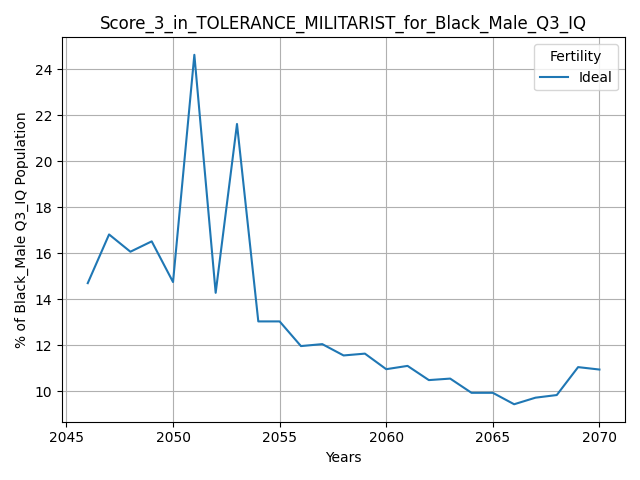 Score_3_in_TOLERANCE_MILITARIST_for_Black_Male_Q3_IQ
Fertility
Ideal
% of Black_Male Q3_IQ Population
24
22
20
18
16
14
12
10
2045 2050 2055 2060 2065 2070
Years